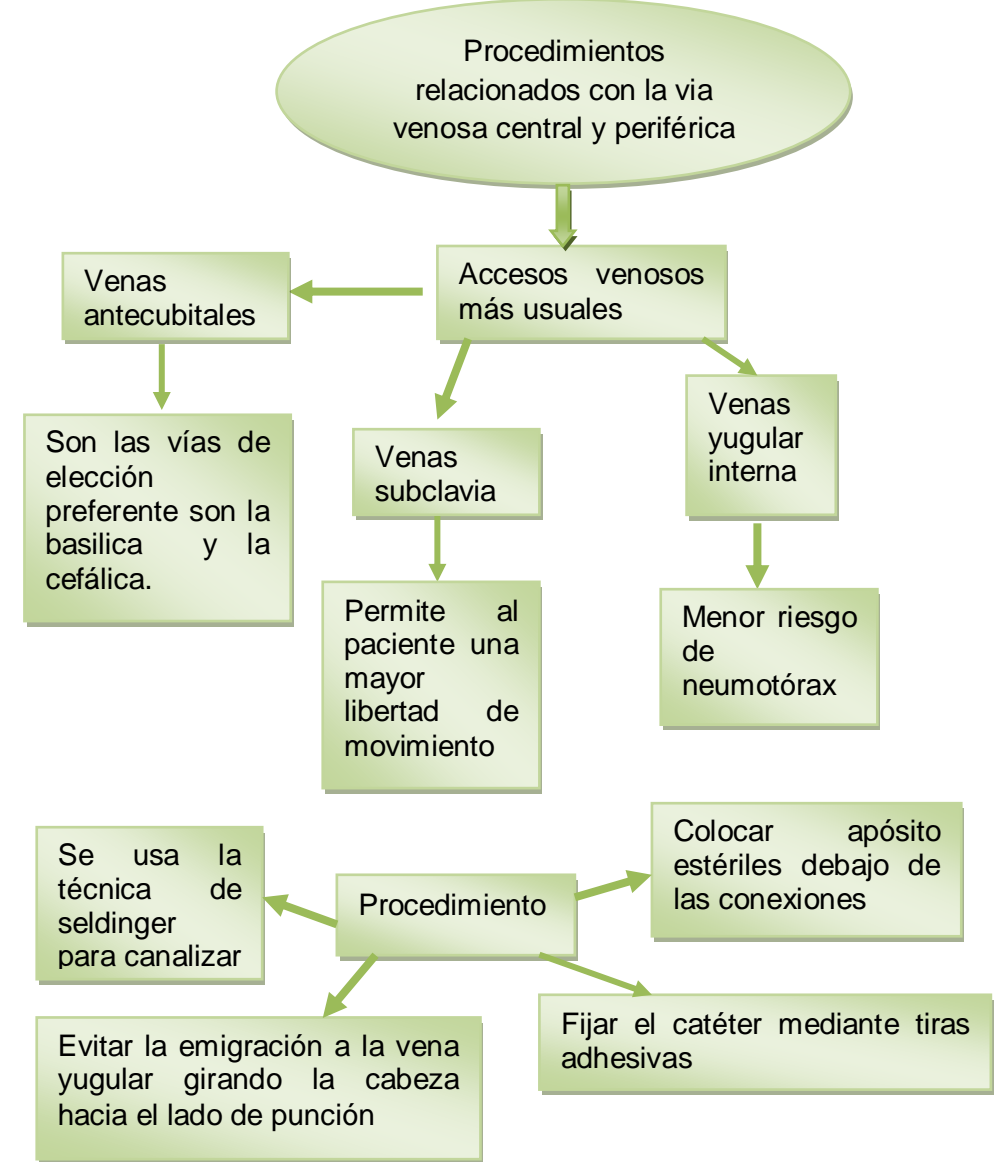 Procedimientos
relacionados con la via
venosa central y periférica
Venas
antecubitales
Accesos venosos
más usuales
Son las vías de
elección
preferente son la
basilica y la
cefálica.
Venas
subclavia
Venas
yugular
interna
Permite al
paciente una
mayor
libertad de
movimiento
Menor riesgo
de
neumotórax
Se usa la
técnica de
seldinger
para canalizar
Procedimiento
Colocar apósito
estériles debajo de
las conexiones
Evitar la emigración a la vena
yugular girando la cabeza
hacia el lado de punción
Fijar el catéter mediante tiras
adhesivas